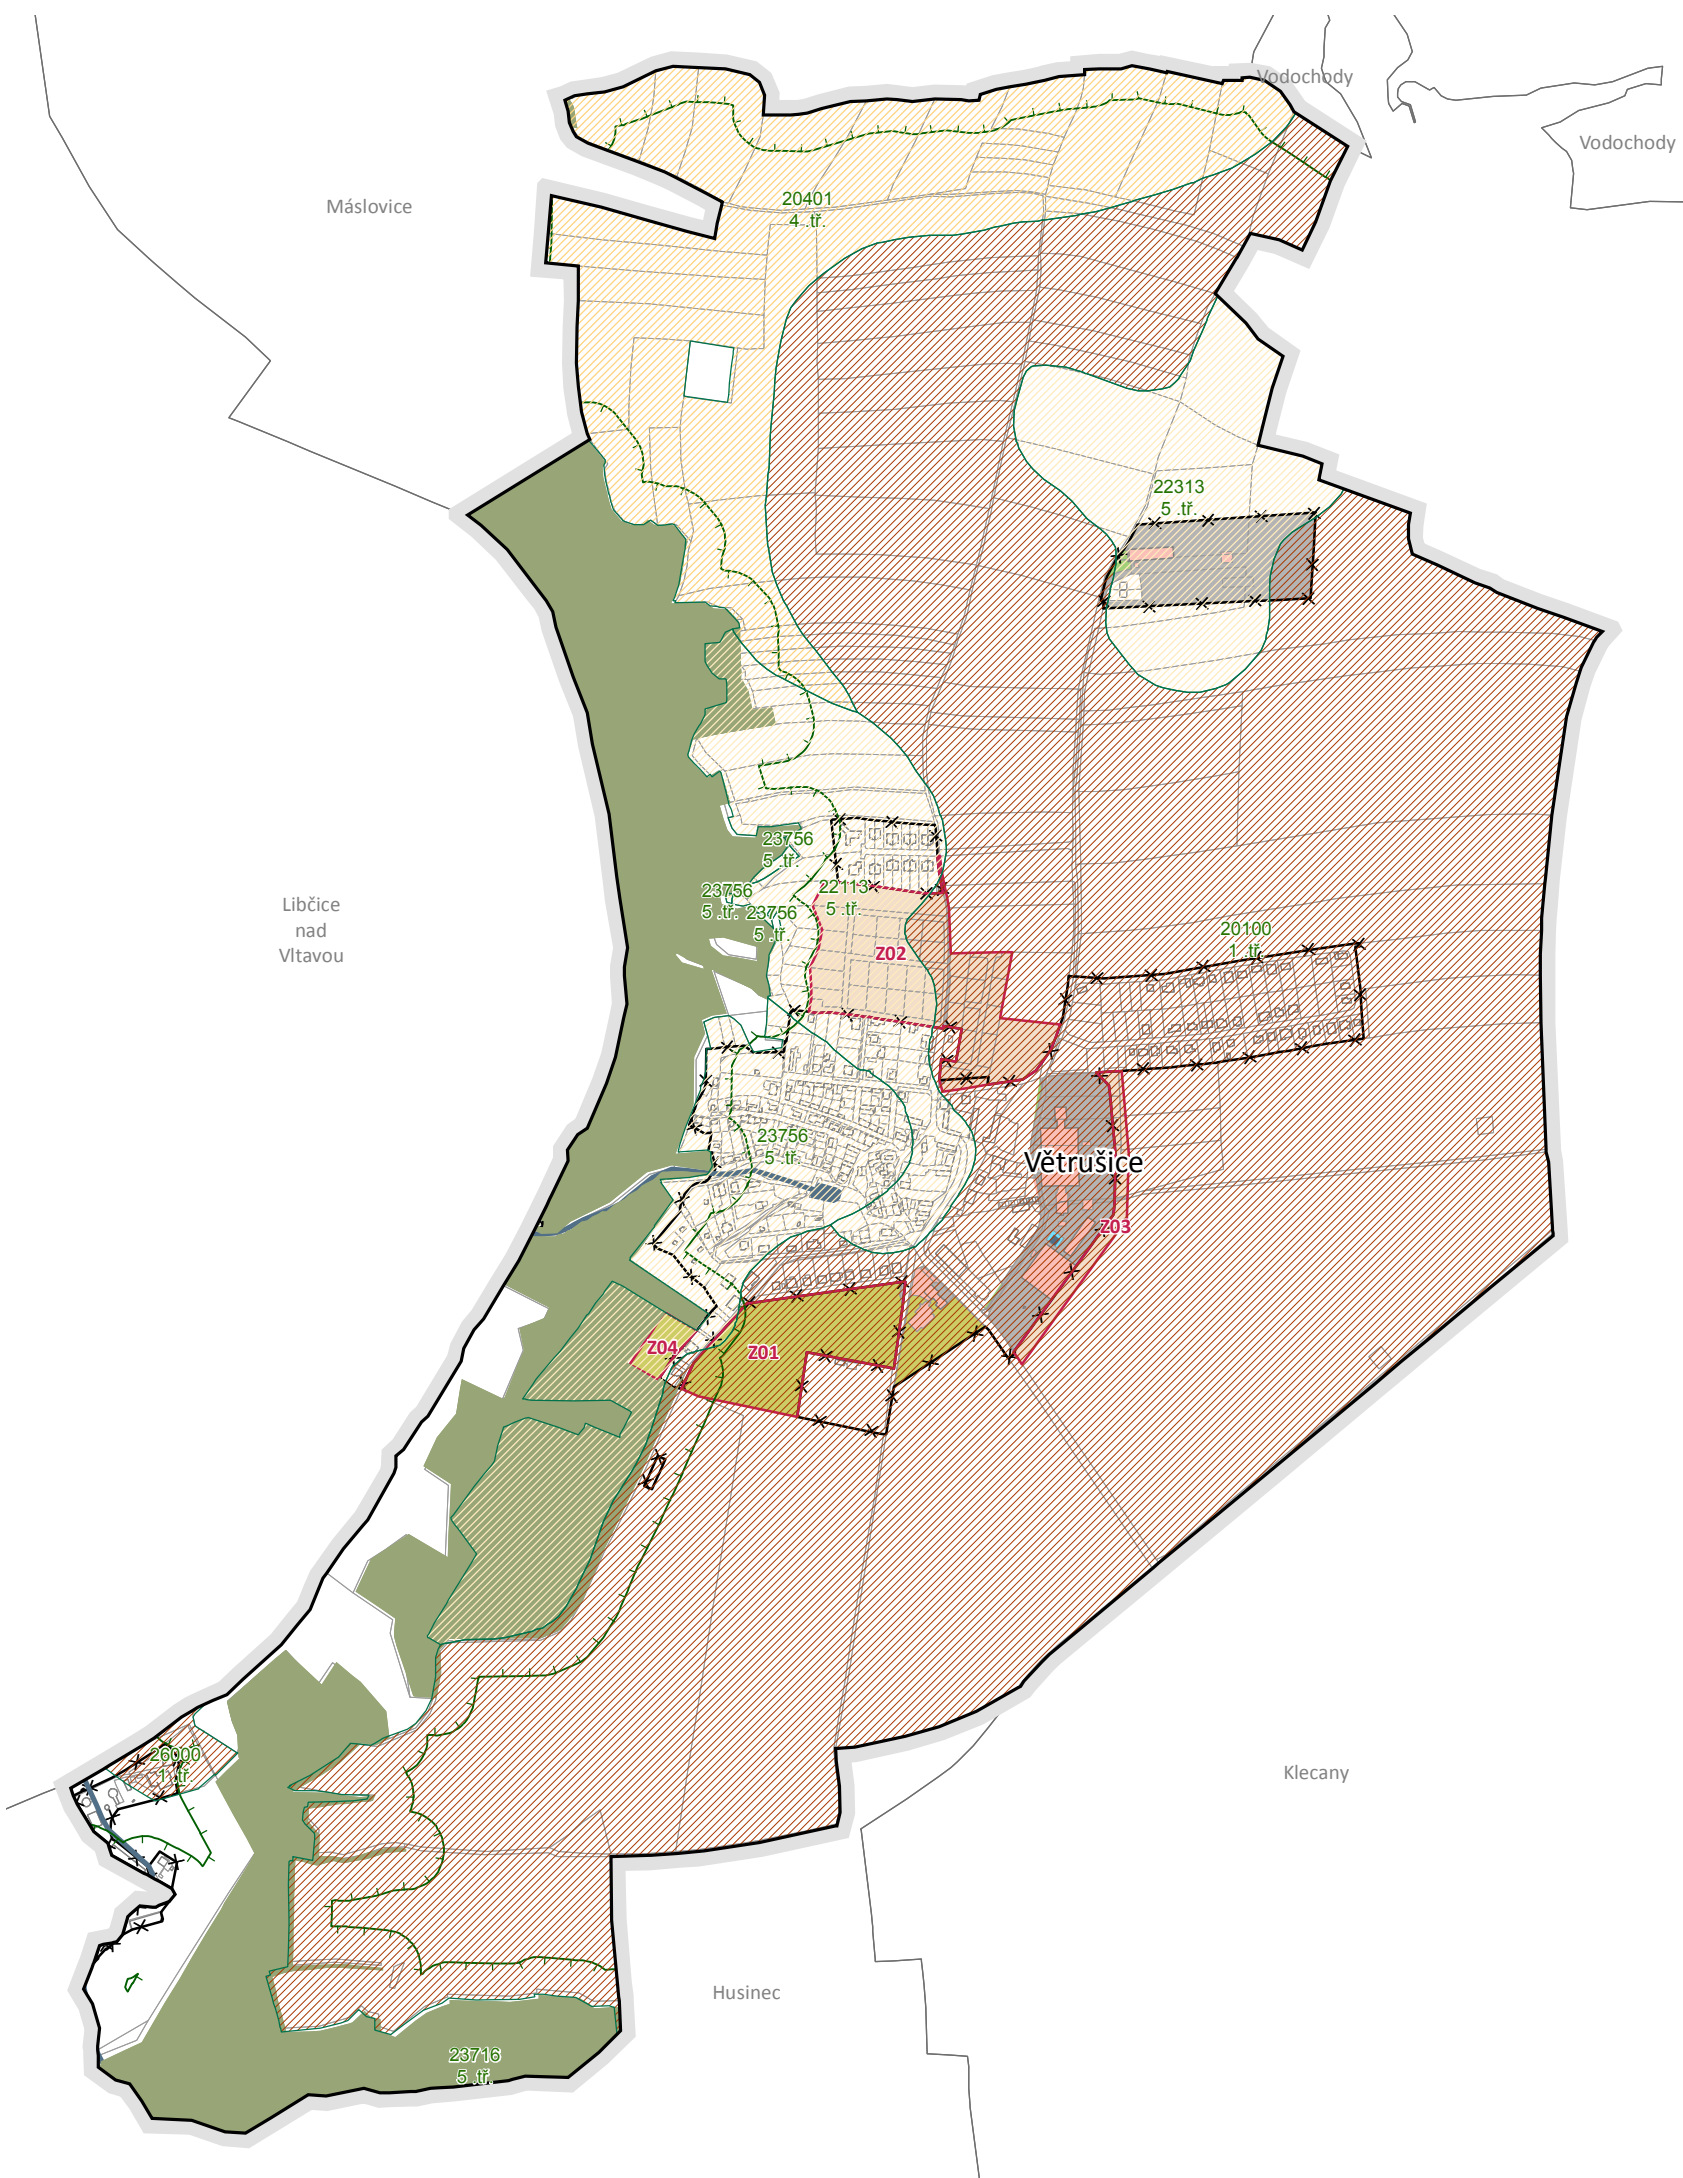 Vodochody
Vodochody
Máslovice
20401
4 .tř.
22313
5 .tř.
23756
5 .tř.
23756
5 .tř.
22113
5 .tř.
23756
5 .tř.
Libčice
nad
Vltavou
Z02
20100
1 .tř.
23756
5 .tř.
Větrušice
Z03
Z04
Z01
26000
1 .tř.
Klecany
Husinec
23716
5 .tř.